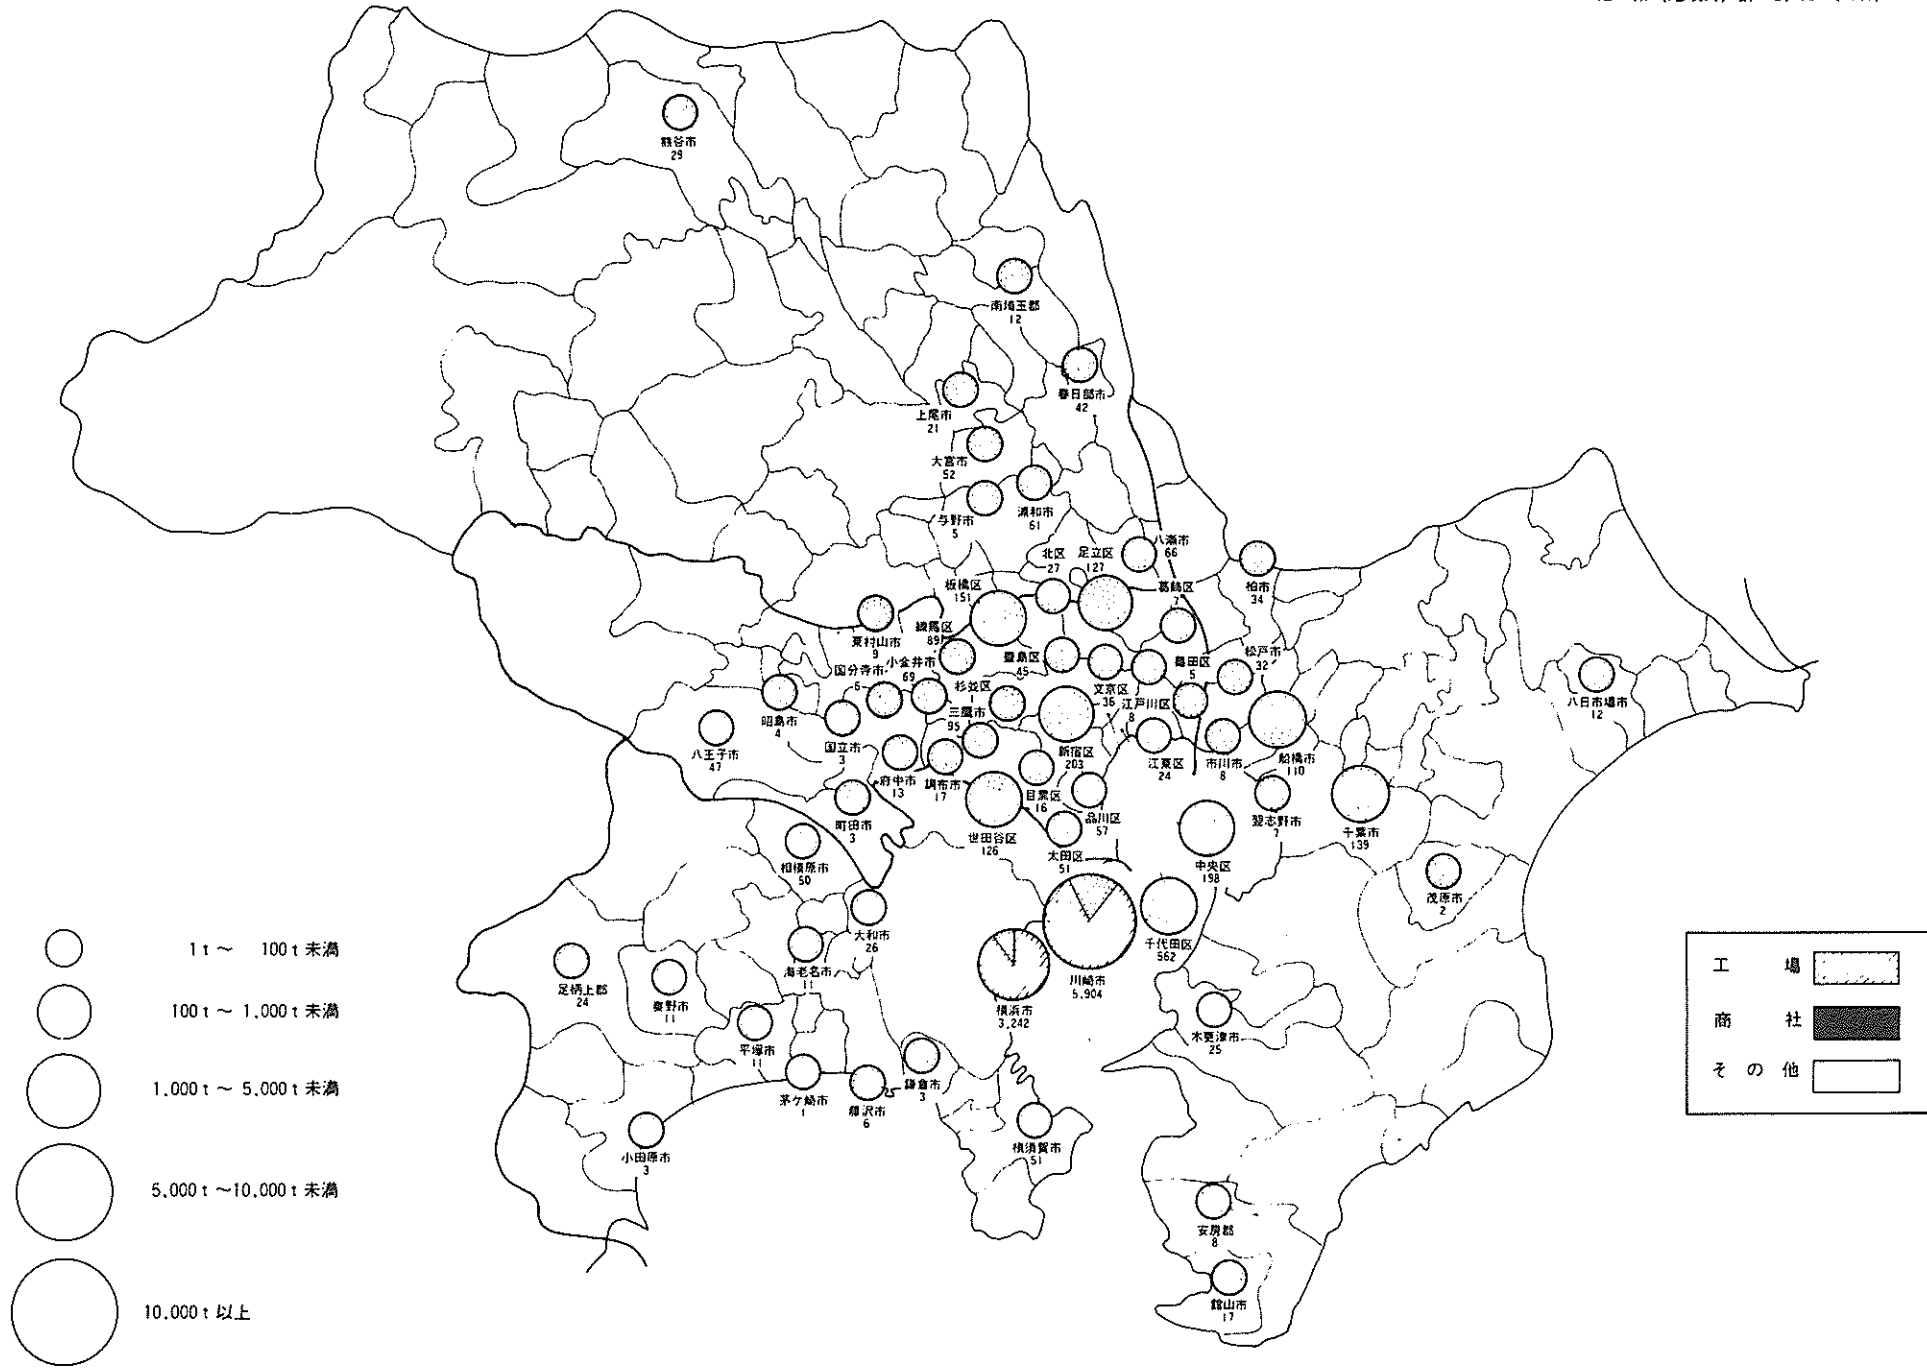 熊谷市
29
南埼玉郡
12
春日部市
42
上尾市
21
大宮市
52
与野市
5
浦和市
61
八潮市
66
北区
27
足立区
127
板橋区
151
葛飾区
7
柏市
34
東村山市
9
練馬区
89
豊島区
45
松戸市
32
国分寺市
6
小金井市
69
杉並区
三鷹市
95
文京区
36
江戸川区
8
墨田区
5
八日市場市
12
昭島市
4
八王子市
47
国立市
3
府中市
13
調布市
17
新宿区
203
江東区
24
市川市
8
船橋市
110
町田市
3
世田谷区
126
目黒区
16
品川区
57
習志野市
7
千葉市
139
相模原市
50
太田区
51
中央区
198
茂原市
2
大和市
26
海老名市
11
足柄上郡
24
秦野市
11
千代田区
562
川崎市
5,904
横浜市
3,242
木更津市
25
平塚市
11
茅ケ崎市
1
藤沢市
6
鎌倉市
3
小田原市
3
横須賀市
51
安房郡
8
館山市
17
1t～ 100t未満
100t～1,000t未満
1,000t～5,000t未満
5,000t～10,000t未満
10,000t以上
工場
商社
その他